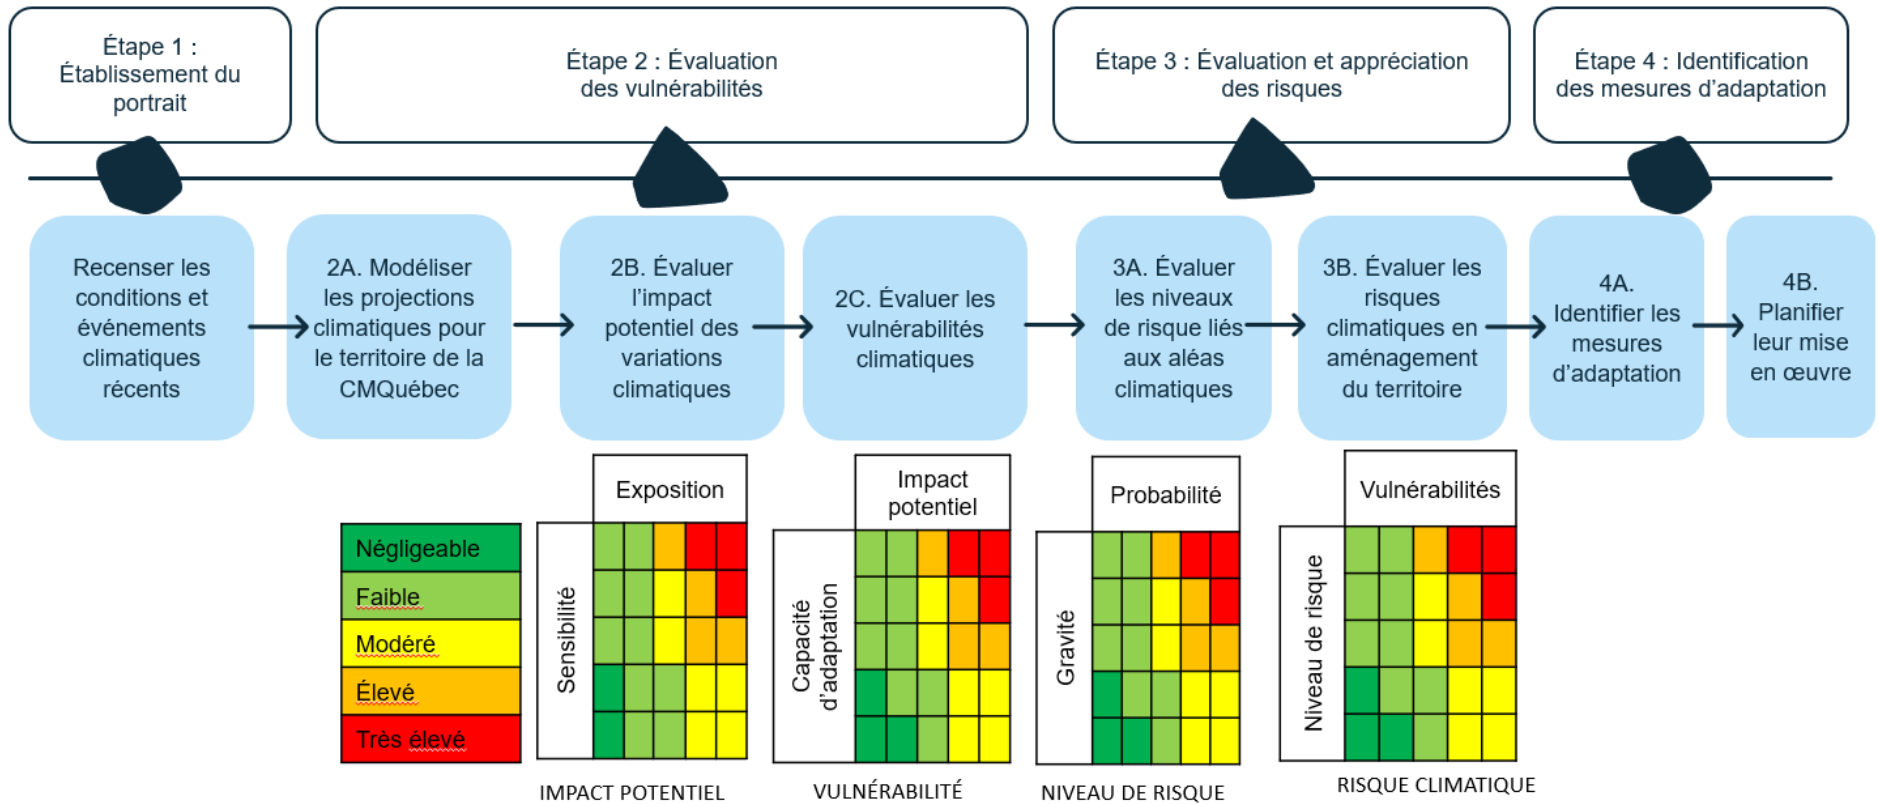 Étape 1 :
Établissement du
portrait
Étape 2 : Évaluation
des vulnérabilités
Étape 3 : Évaluation et appréciation
des risques
Étape 4 : Identification
des mesures d’adaptation
Recenser les
conditions et
événements
climatiques
récents
2A. Modéliser
les projections
climatiques pour
le territoire de la
CMQuébec
2B. Évaluer
l’impact
potentiel des
variations
climatiques
2C. Évaluer les
vulnérabilités
climatiques
3A. Évaluer
les niveaux
de risque liés
aux aléas
climatiques
3B. Évaluer les
risques
climatiques en
aménagement
du territoire
4A.
Identifier les
mesures
d’adaptation
4B.
Planifier
leur mise
en œuvre
Négligeable
Faible
Modéré
Élevé
Très élevé
Exposition
Sensibilité
IMPACT POTENTIEL
Impact
potentiel
Capacité
d’adaptation
VULNÉRABILITÉ
Probabilité
Gravité
NIVEAU DE RISQUE
Vulnérabilités
Niveau de risque
RISQUE CLIMATIQUE